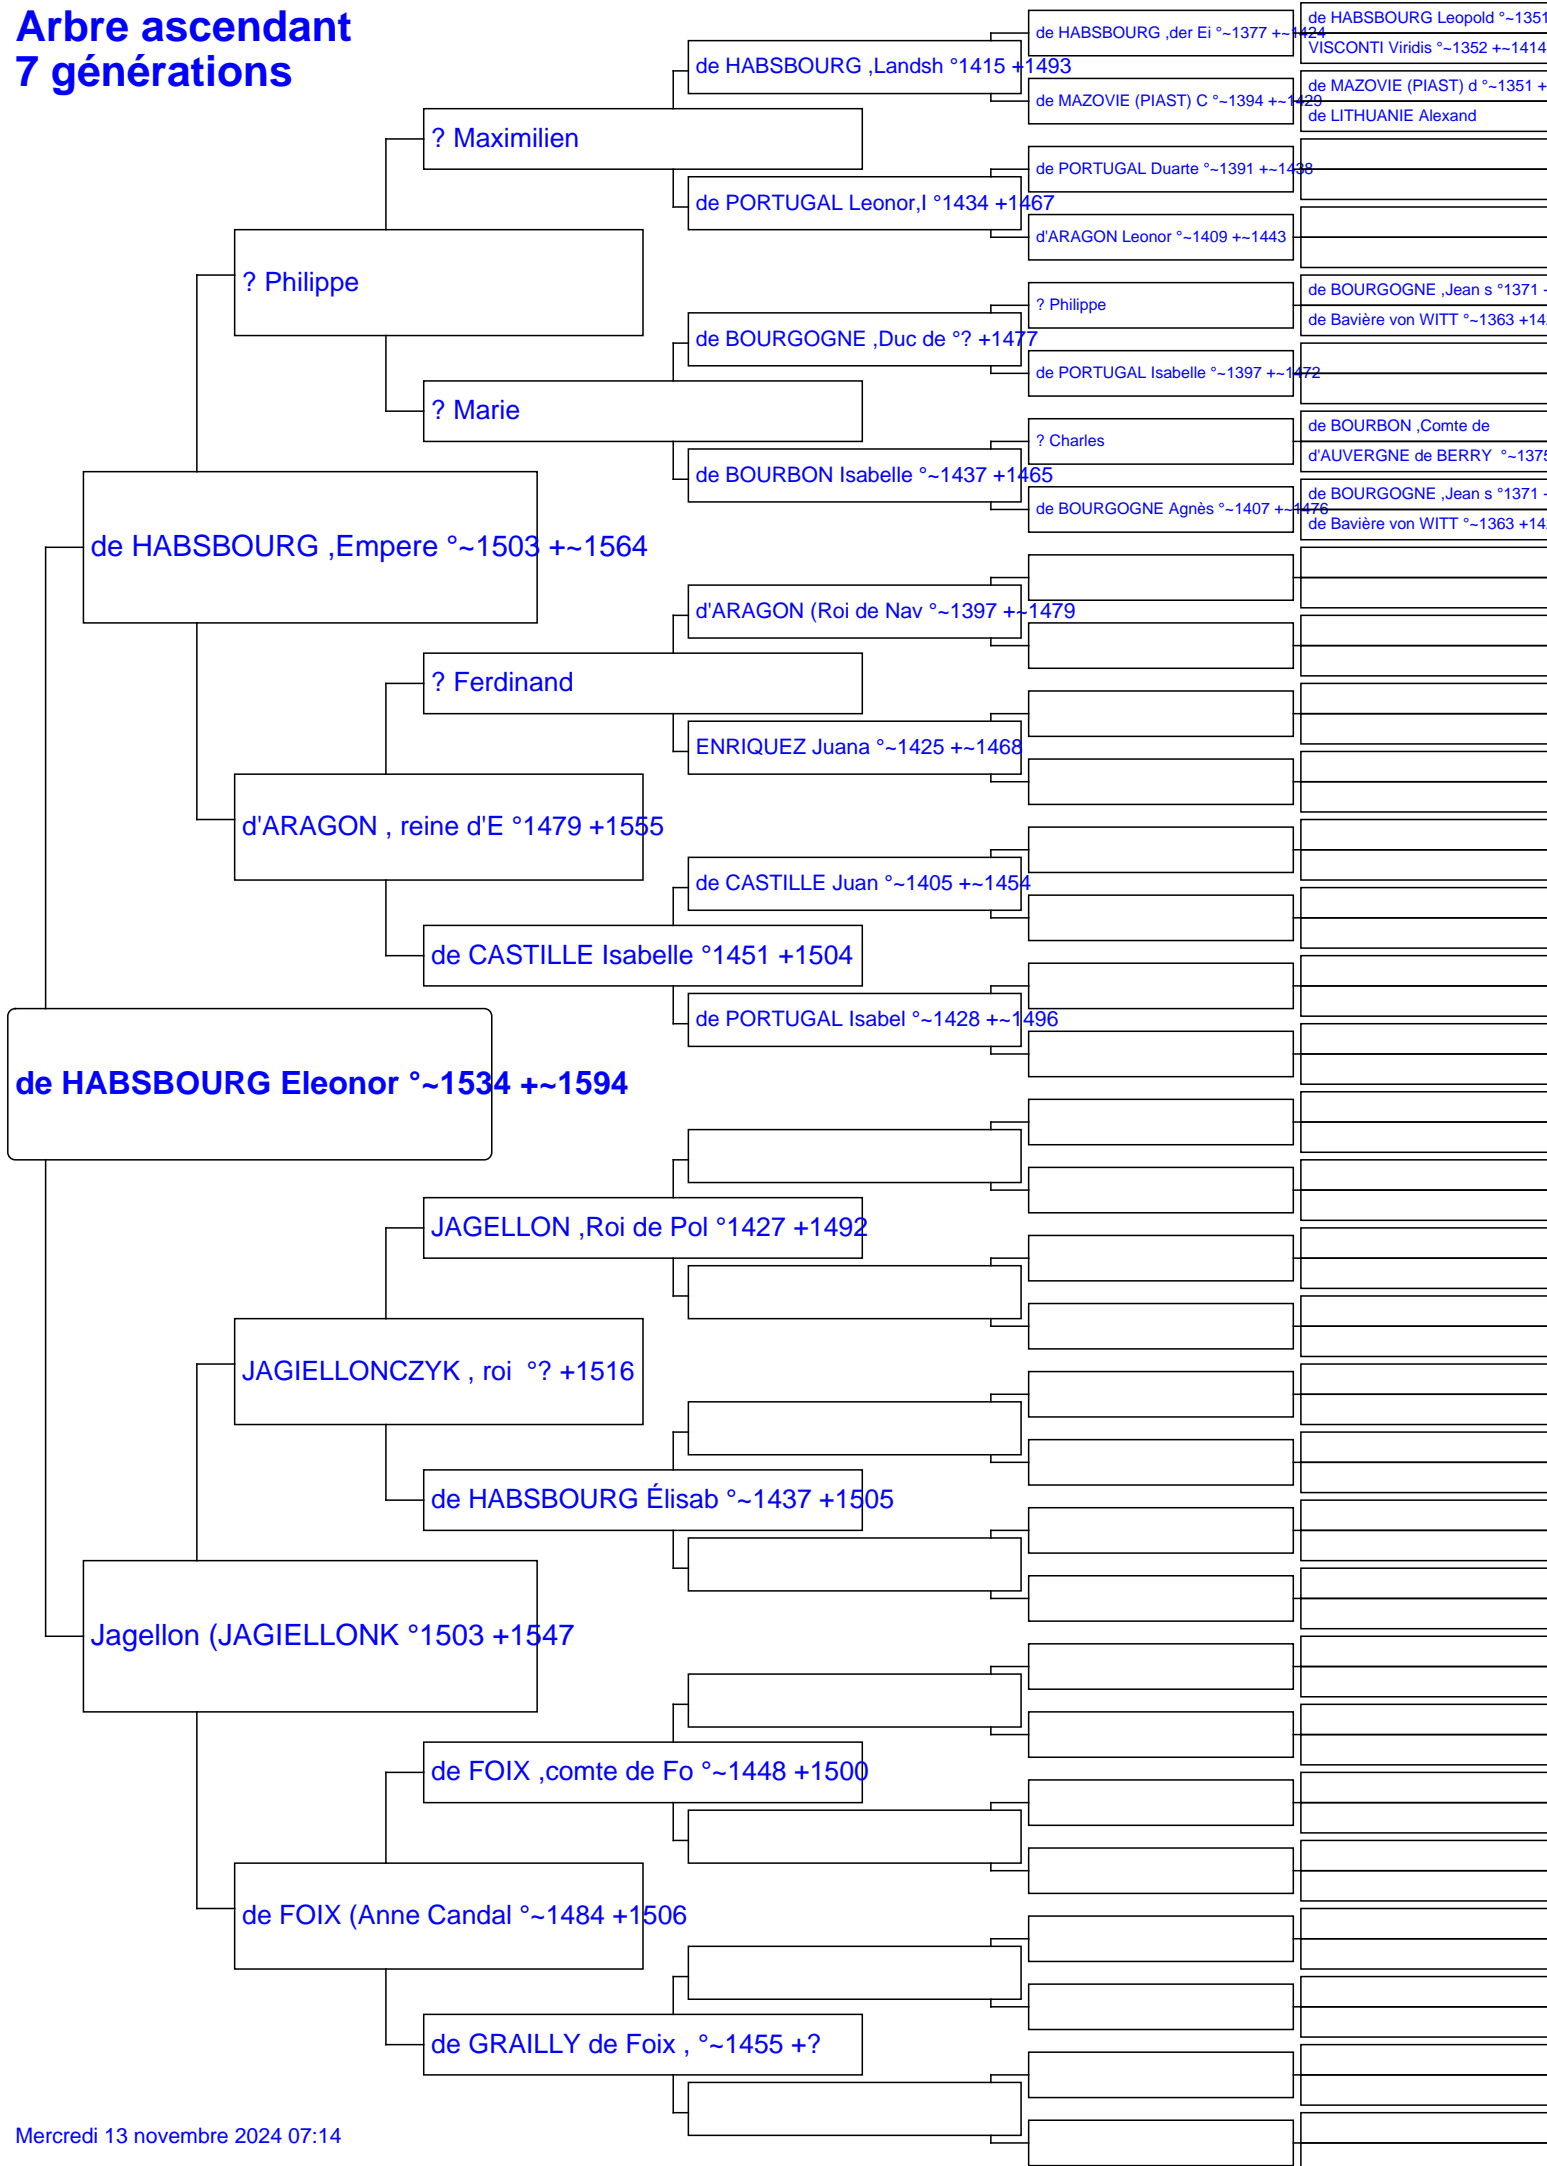 Arbre ascendant
7 générations
de HABSBOURG Eleonor °~1534 +~1594
de HABSBOURG ,Empere °~1503 +~1564
Jagellon (JAGIELLONK °1503 +1547
? Philippe
d'ARAGON , reine d'E °1479 +1555
JAGIELLONCZYK , roi  °? +1516
de FOIX (Anne Candal °~1484 +1506
? Maximilien
? Marie
? Ferdinand
de CASTILLE Isabelle °1451 +1504
JAGELLON ,Roi de Pol °1427 +1492
de HABSBOURG Élisab °~1437 +1505
de FOIX ,comte de Fo °~1448 +1500
de GRAILLY de Foix , °~1455 +?
de HABSBOURG ,Landsh °1415 +1493
de PORTUGAL Leonor,I °1434 +1467
de BOURGOGNE ,Duc de °? +1477
de BOURBON Isabelle °~1437 +1465
d'ARAGON (Roi de Nav °~1397 +~1479
ENRIQUEZ Juana °~1425 +~1468
de CASTILLE Juan °~1405 +~1454
de PORTUGAL Isabel °~1428 +~1496
de HABSBOURG ,der Ei °~1377 +~1424
de MAZOVIE (PIAST) C °~1394 +~1429
de PORTUGAL Duarte °~1391 +~1438
d'ARAGON Leonor °~1409 +~1443
? Philippe
de PORTUGAL Isabelle °~1397 +~1472
? Charles
de BOURGOGNE Agnès °~1407 +~1476
de HABSBOURG Leopold °~1351
VISCONTI Viridis °~1352 +~1414
de MAZOVIE (PIAST) d °~1351 +
de LITHUANIE Alexand
de BOURGOGNE ,Jean s °1371
de Bavière von WITT °~1363 +14
de BOURBON ,Comte de
d'AUVERGNE de BERRY  °~1375
de BOURGOGNE ,Jean s °1371
de Bavière von WITT °~1363 +14
Mercredi 13 novembre 2024 07:14